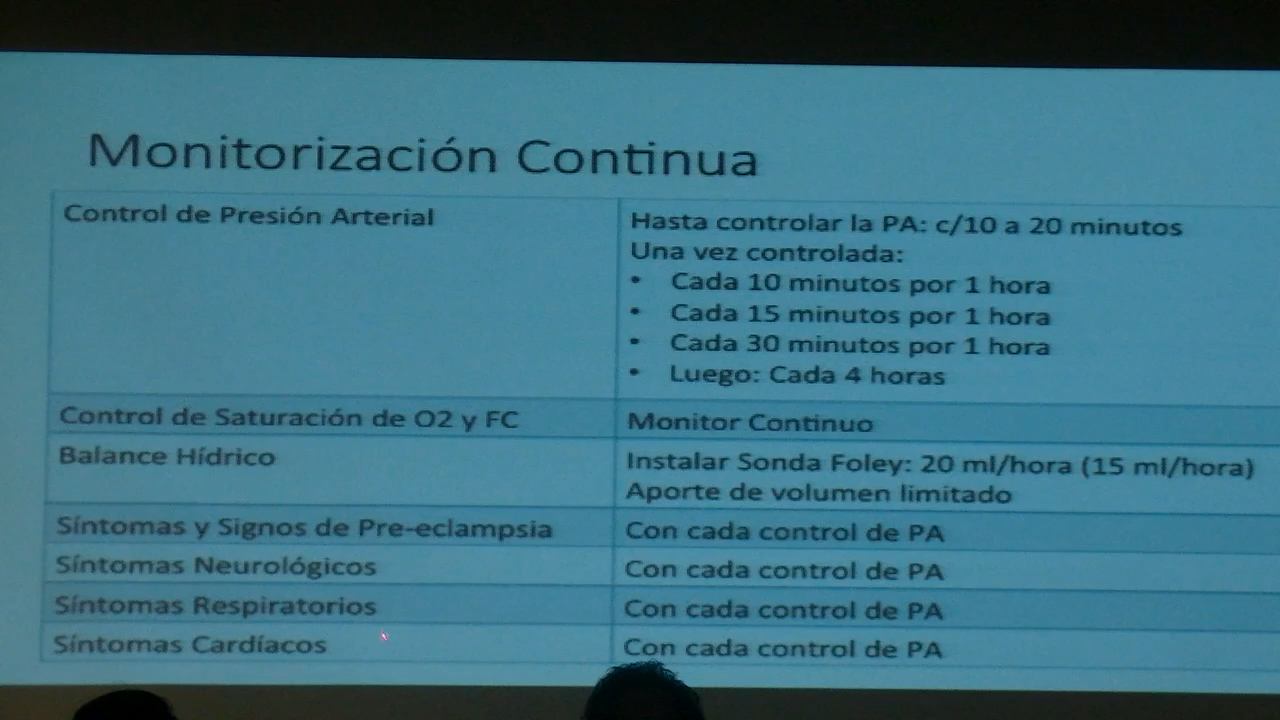 Monitorización Continua
Control de Presión Arterial
Hasta controlar la PA: c/10 a 20 minutos
Una vez controlada:
• Cada 10 minutos por 1 hora
• Cada 15 minutos por 1 hora
• Cada 30 minutos por 1 hora
• Luego: Cada 4 horas
Control de Saturación de O2 y FC
Monitor Continuo
Balance Hídrico
Instalar Sonda Foley: 20 ml/hora (15 ml/hora)
Aporte de volumen limitado
Síntomas y Signos de Pre-eclampsia
Con cada control de PA
Síntomas Neurológicos
Con cada control de PA
Síntomas Respiratorios
Con cada control de PA
Síntomas Cardíacos
Con cada control de PA